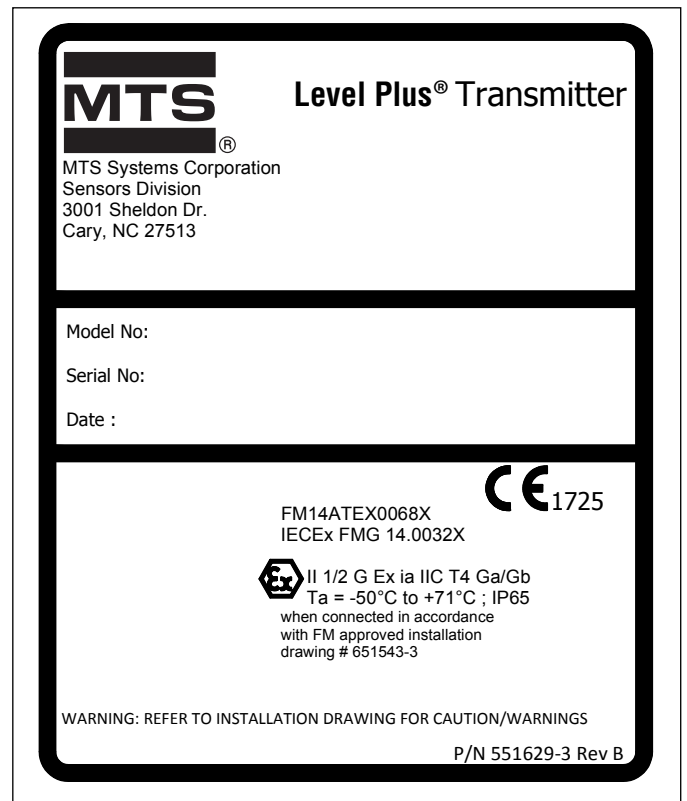 MTS
®
Level Plus® Transmitter
MTS Systems Corporation
Sensors Division
3001 Sheldon Dr.
Cary, NC 27513
Model No:
Serial No:
Date :
CE 1725
FM14ATEX0068X
IECEx FMG 14.0032X
Ex II 1/2 G Ex ia IIC T4 Ga/Gb
Ta = -50°C to +71°C ; IP65
when connected in accordance
with FM approved installation
drawing # 651543-3
WARNING: REFER TO INSTALLATION DRAWING FOR CAUTION/WARNINGS
P/N 551629-3 Rev B